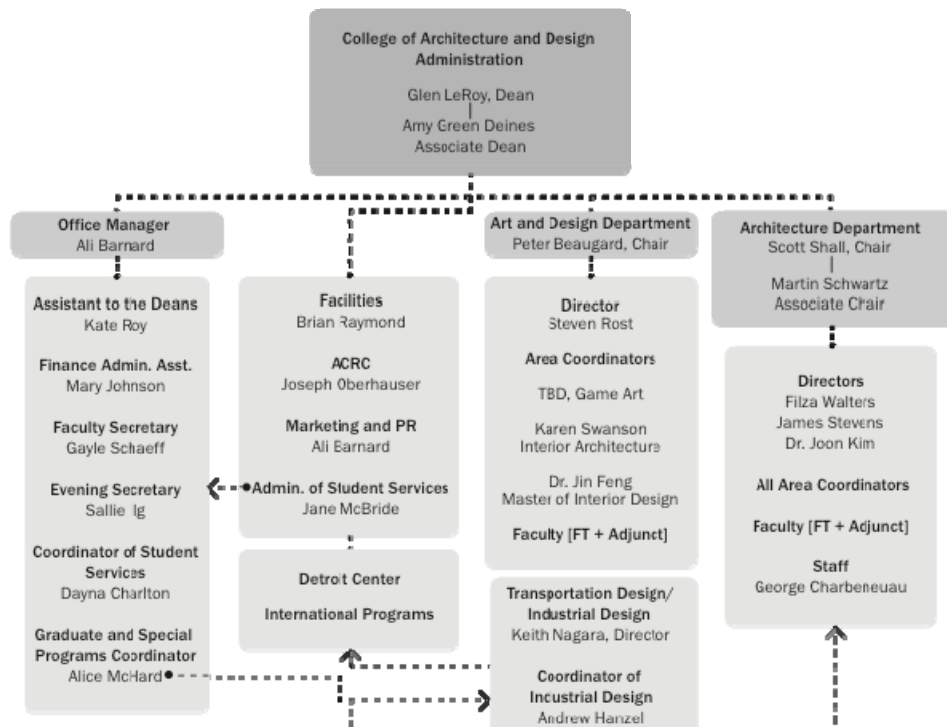 College of Architecture and Design
Administration
Glen LeRoy, Dean
Amy Green Deines
Associate Dean
Office Manager
Ali Barnard
Assistant to the Deans
Kate Roy
Finance Admin. Asst.
Mary Johnson
Faculty Secretary
Gayle Schaeff
Evening Secretary
Sallie Ig
Coordinator of Student
Services
Dayna Charlton
Graduate and Special
Programs Coordinator
Alice McHard
Facilities
Brian Raymond
ACRC
Joseph Oberhauser
Marketing and PR
Ali Barnard
Admin. of Student Services
Jane McBride
Detroit Center
International Programs
Art and Design Department
Peter Beaugard, Chair
Director
Steven Rost
Area Coordinators
TBD, Game Art
Karen Swanson
Interior Architecture
Dr. Jin Feng
Master of Interior Design
Faculty [FT + Adjunct]
Transportation Design/
Industrial Design
Keith Nagara, Director
Coordinator of
Industrial Design
Andrew Hanzel
Architecture Department
Scott Shall, Chair
Martin Schwartz
Associate Chair
Directors
Filza Walters
James Stevens
Dr. Joon Kim
All Area Coordinators
Faculty [FT + Adjunct]
Staff
George Charbeneuau